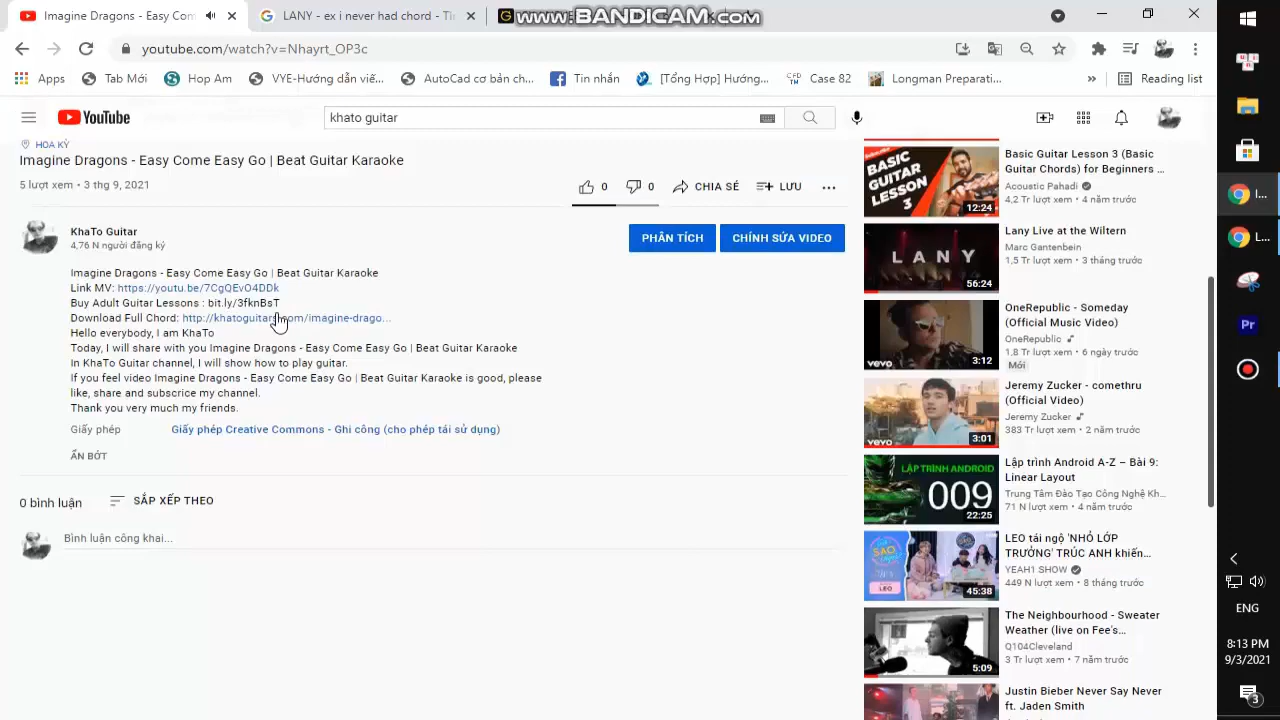 Imagine Dragons - Easy Com
LANY - ex i never had chord - Ti
www.BANDICAM.com
youtube.com/watch?v=Nhayrt_OP3c
Apps
Tab Mới
Hop Am
VYE-Hướng dẫn viế...
AutoCad cơ bản ch...
Tin nhắn
[Tổng Hợp] Hướng...
Case 82
Longman Preparati...
»
Reading list
YouTube
khato guitar
HOA KỲ
Imagine Dragons - Easy Come Easy Go | Beat Guitar Karaoke
5 lượt xem • 3 thg 9, 2021
0
0
CHIA SẺ
LƯU
KhaTo Guitar
4,76 N người đăng ký
PHÂN TÍCH
CHỈNH SỬA VIDEO
Imagine Dragons - Easy Come Easy Go | Beat Guitar Karaoke
Link MV: https://youtu.be/7CgQEvO4DDk
Buy Adult Guitar Lessons : bit.ly/3fknBsT
Download Full Chord: http://khatoguitars.com/imagine-drago...
Hello everybody, I am KhaTo
Today, I will share with you Imagine Dragons - Easy Come Easy Go | Beat Guitar Karaoke
In KhaTo Guitar channel, I will show how to play guitar.
If you feel video Imagine Dragons - Easy Come Easy Go | Beat Guitar Karaoke is good, please
like, share and subscrice my channel.
Thank you very much my friends.
Giấy phép
Giấy phép Creative Commons - Ghi công (cho phép tái sử dụng)
ẨN BỚT
0 bình luận
SẮP XẾP THEO
Bình luận công khai...
BASIC
GUITAR
LESSON
3
12:24
Basic Guitar Lesson 3 (Basic
Guitar Chords) for Beginners ...
Acoustic Pahadi
4,2 Tr lượt xem • 4 năm trước
LANY
56:24
Lany Live at the Wiltern
Marc Gantenbein
1,5 Tr lượt xem • 3 tháng trước
vevo
3:12
OneRepublic - Someday
(Official Music Video)
OneRepublic
1,8 Tr lượt xem • 6 ngày trước
Mới
vevo
3:01
Jeremy Zucker - comethru
(Official Video)
Jeremy Zucker
383 Tr lượt xem • 2 năm trước
LẬP TRÌNH ANDROID
009
22:25
Lập trình Android A-Z – Bài 9:
Linear Layout
Trung Tâm Đào Tạo Công Nghệ Kh...
71 N lượt xem • 4 năm trước
SAO
LEO
45:38
LEO tái ngộ 'NHỎ LỚP
TRƯỞNG' TRÚC ANH khiến...
YEAH1 SHOW
449 N lượt xem • 8 tháng trước
5:09
The Neighbourhood - Sweater
Weather (live on Fee's...
Q104Cleveland
3 Tr lượt xem • 7 năm trước
Justin Bieber Never Say Never
ft. Jaden Smith
I...
L...
Pr
ENG
8:13 PM
9/3/2021
3